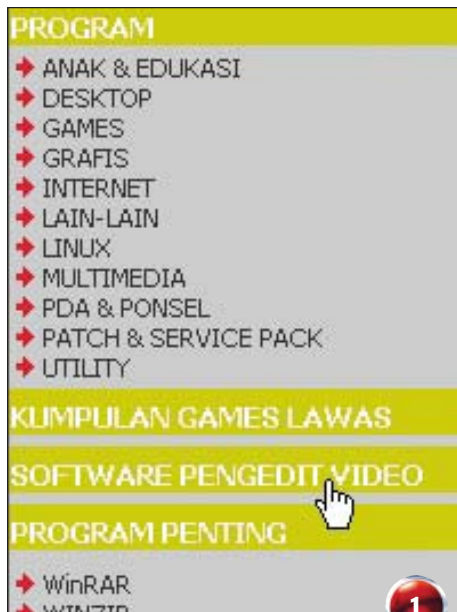 PROGRAM
ANAK & EDUKASI
DESKTOP
GAMES
GRAFIS
INTERNET
LAIN-LAIN
LINUX
MULTIMEDIA
PDA & PONSEL
PATCH & SERVICE PACK
UTILITY
KUMPULAN GAMES LAWAS
SOFTWARE PENGEDIT VIDEO
PROGRAM PENTING
WinRAR
WINZIP
1